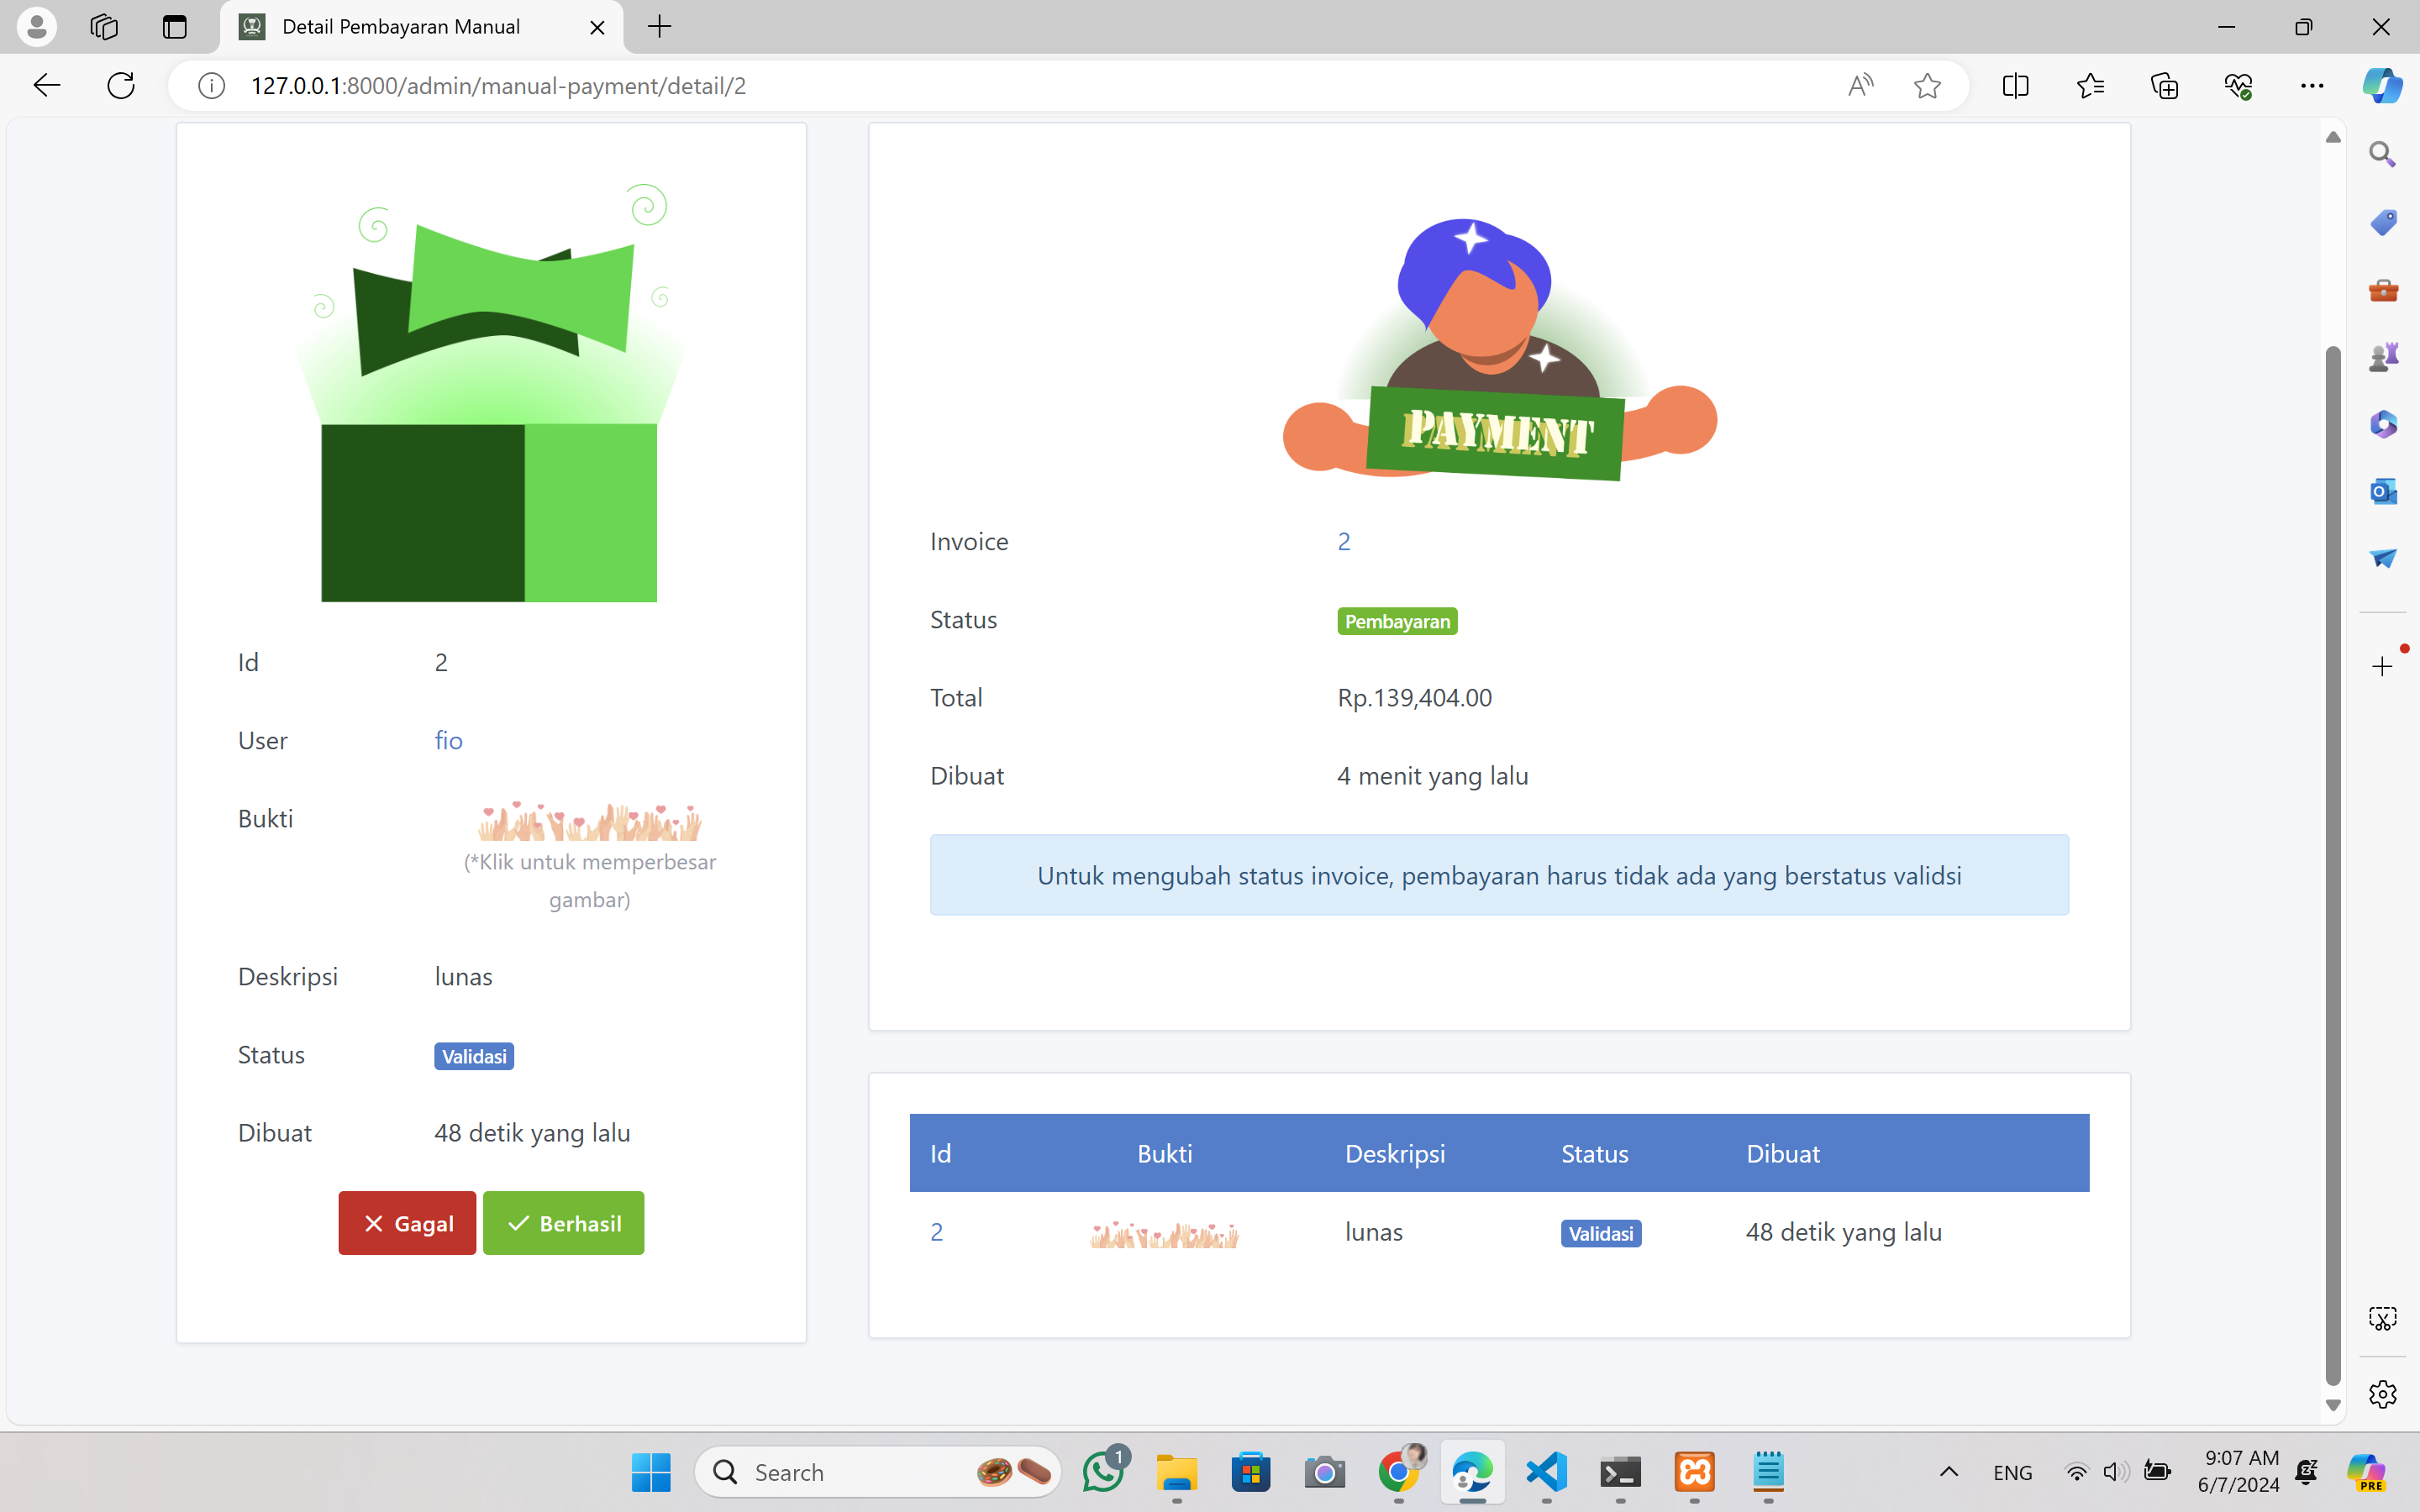 Detail Pembayaran Manual
127.0.0.1:8000/admin/manual-payment/detail/2
Id 2
User fio
Bukti
(*Klik untuk memperbesar
gambar)
Deskripsi lunas
Status Validasi
Dibuat 48 detik yang lalu
Gagal Berhasil
PAYMENT
Invoice 2
Status Pembayaran
Total Rp.139,404.00
Dibuat 4 menit yang lalu
Untuk mengubah status invoice, pembayaran harus tidak ada yang berstatus validsi
Id Bukti Deskripsi Status Dibuat
2 lunas Validasi 48 detik yang lalu
Search
1
ENG
9:07 AM
6/7/2024
PRE